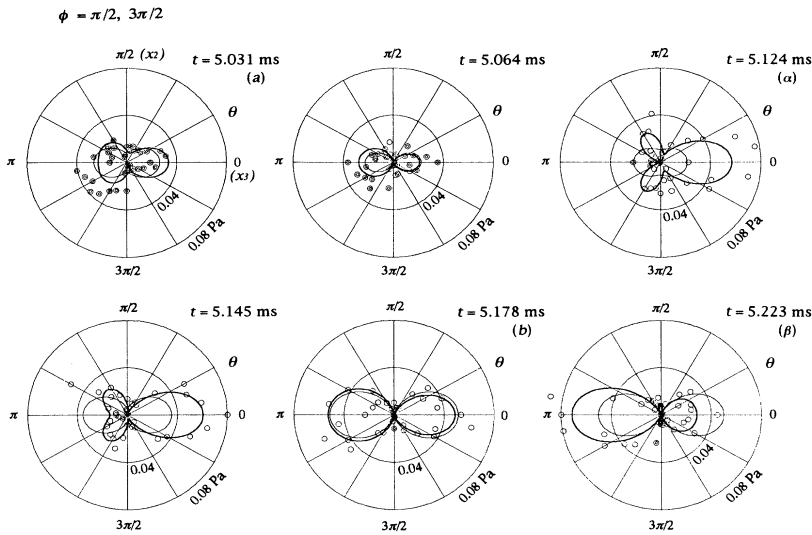 ϕ = π/2, 3π/2
π/2 (x2)
t = 5.031 ms
(a)
θ
π
0
(x3)
0.04
0.08 Pa
3π/2
π/2
t = 5.064 ms
θ
π
0
0.04
0.08 Pa
3π/2
π/2
t = 5.124 ms
(α)
θ
π
0
0.04
0.08 Pa
3π/2
π/2
t = 5.145 ms
θ
π
0
0.04
0.08 Pa
3π/2
π/2
t = 5.178 ms
(b)
θ
π
0
0.04
0.08 Pa
3π/2
π/2
t = 5.223 ms
(β)
θ
π
0
0.04
0.08 Pa
3π/2